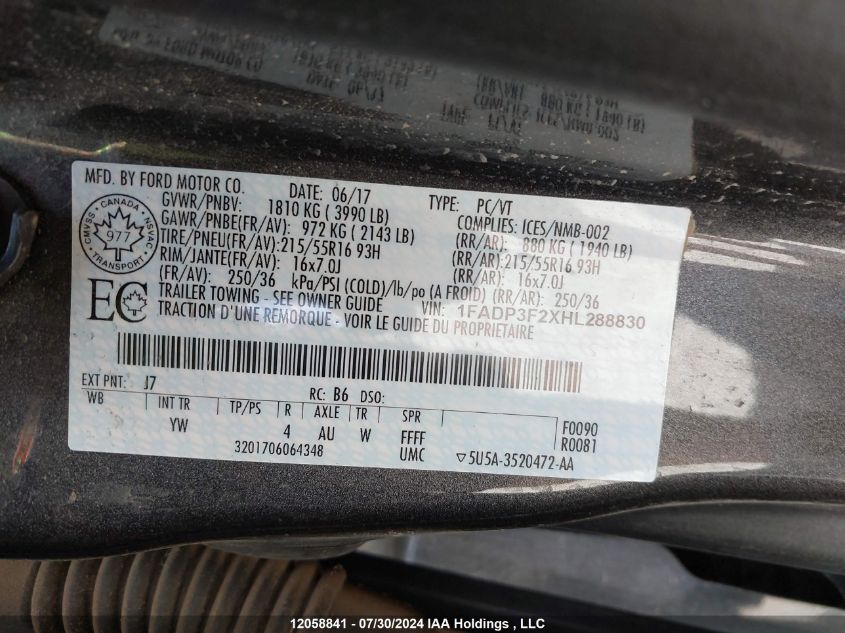 MFD. BY FORD MOTOR CO. DATE: 06/17 TYPE: PC/VT
GVWR/PNBV: 1810 KG ( 3990 LB) COMPLIES: ICES/NMB-002
GAWR/PNBE(FR/AV): 972 KG ( 2143 LB) (RR/AR): 880 KG ( 1940 LB)
TIRE/PNEU(FR/AV):215/55R16 93H (RR/AR):215/55R16 93H
RIM/JANTE(FR/AV): 16x7.0J (RR/AR): 16x7.0J
(FR/AV): 250/36 kPa/PSI (COLD)/lb/po (A FROID) (RR/AR): 250/36
TRAILER TOWING - SEE OWNER GUIDE VIN: 1FADP3F2XHL288830
TRACTION D'UNE REMORQUE - VOIR LE GUIDE DU PROPRIETAIRE
CANADA
CMVSS 977 NSVAC
TRANSPORT
EC
EXT PNT: J7 RC: B6 DSO:
WB INT TR TP/PS R AXLE TR SPR F0090
YW 4 AU W FFFF R0081
3201706064348 UMC ▽5U5A-3520472-AA
12058841 - 07/30/2024 IAA Holdings , LLC